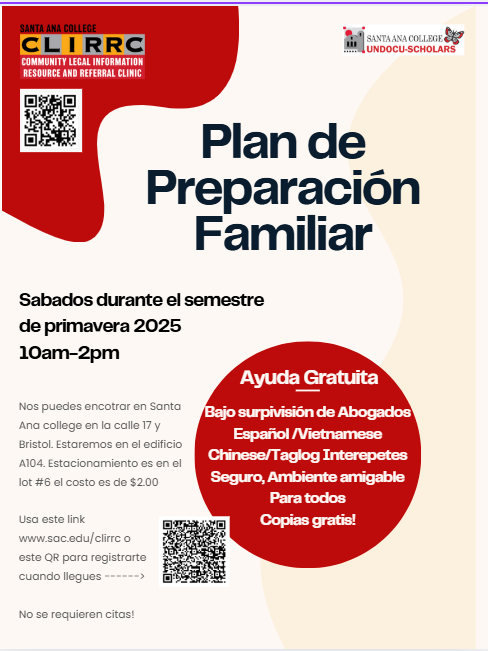 SANTA ANA COLLEGE
CLIRRC
COMMUNITY LEGAL INFORMATION
RESOURCE AND REFERRAL CLINIC
SANTA ANA COLLEGE
UNDOCU-SCHOLARS
Plan de
Preparación
Familiar
Sabados durante el semestre
de primavera 2025
10am-2pm
Ayuda Gratuita
Bajo surpivisión de Abogados
Español /Vietnamese
Chinese/Taglog Interepetes
Seguro, Ambiente amigable
Para todos
Copias gratis!
Nos puedes encotrar en Santa
Ana college en la calle 17 y
Bristol. Estaremos en el edificio
A104. Estacionamiento es en el
lot #6 el costo es de $2.00
Usa este link
www.sac.edu/clirrc o
este QR para registrarte
cuando llegues ------>
No se requieren citas!